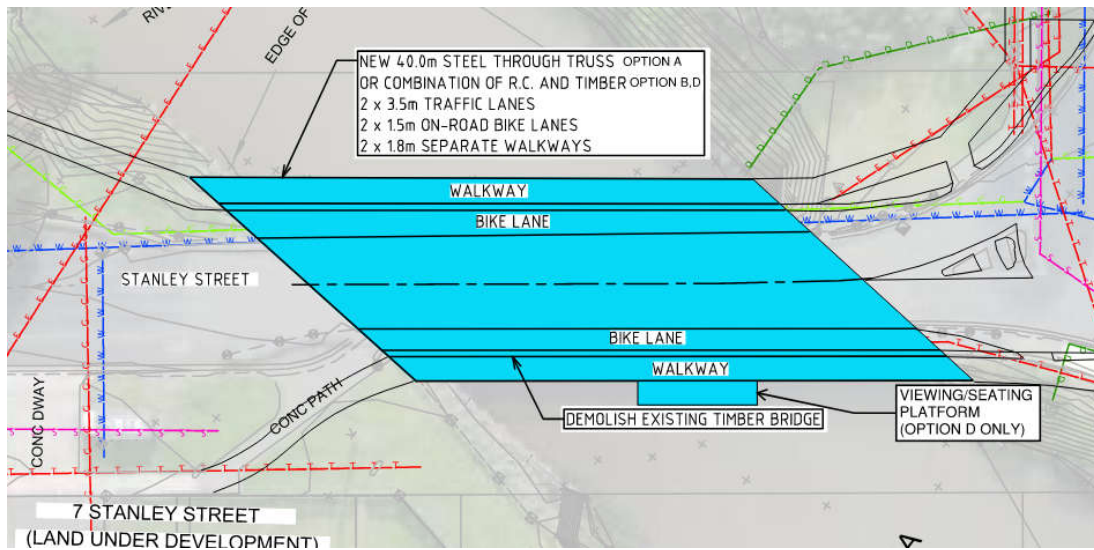 RIV
EDGE OF
NEW 40.0m STEEL THROUGH TRUSS OPTION A
OR COMBINATION OF R.C. AND TIMBER OPTION B,D
2 x 3.5m TRAFFIC LANES
2 x 1.5m ON-ROAD BIKE LANES
2 x 1.8m SEPARATE WALKWAYS
WALKWAY
BIKE LANE
STANLEY STREET
BIKE LANE
WALKWAY
VIEWING/SEATING
PLATFORM
(OPTION D ONLY)
DEMOLISH EXISTING TIMBER BRIDGE
CONC PATH
CONC DWAY
7 STANLEY STREET
(LAND UNDER DEVELOPMENT)
A